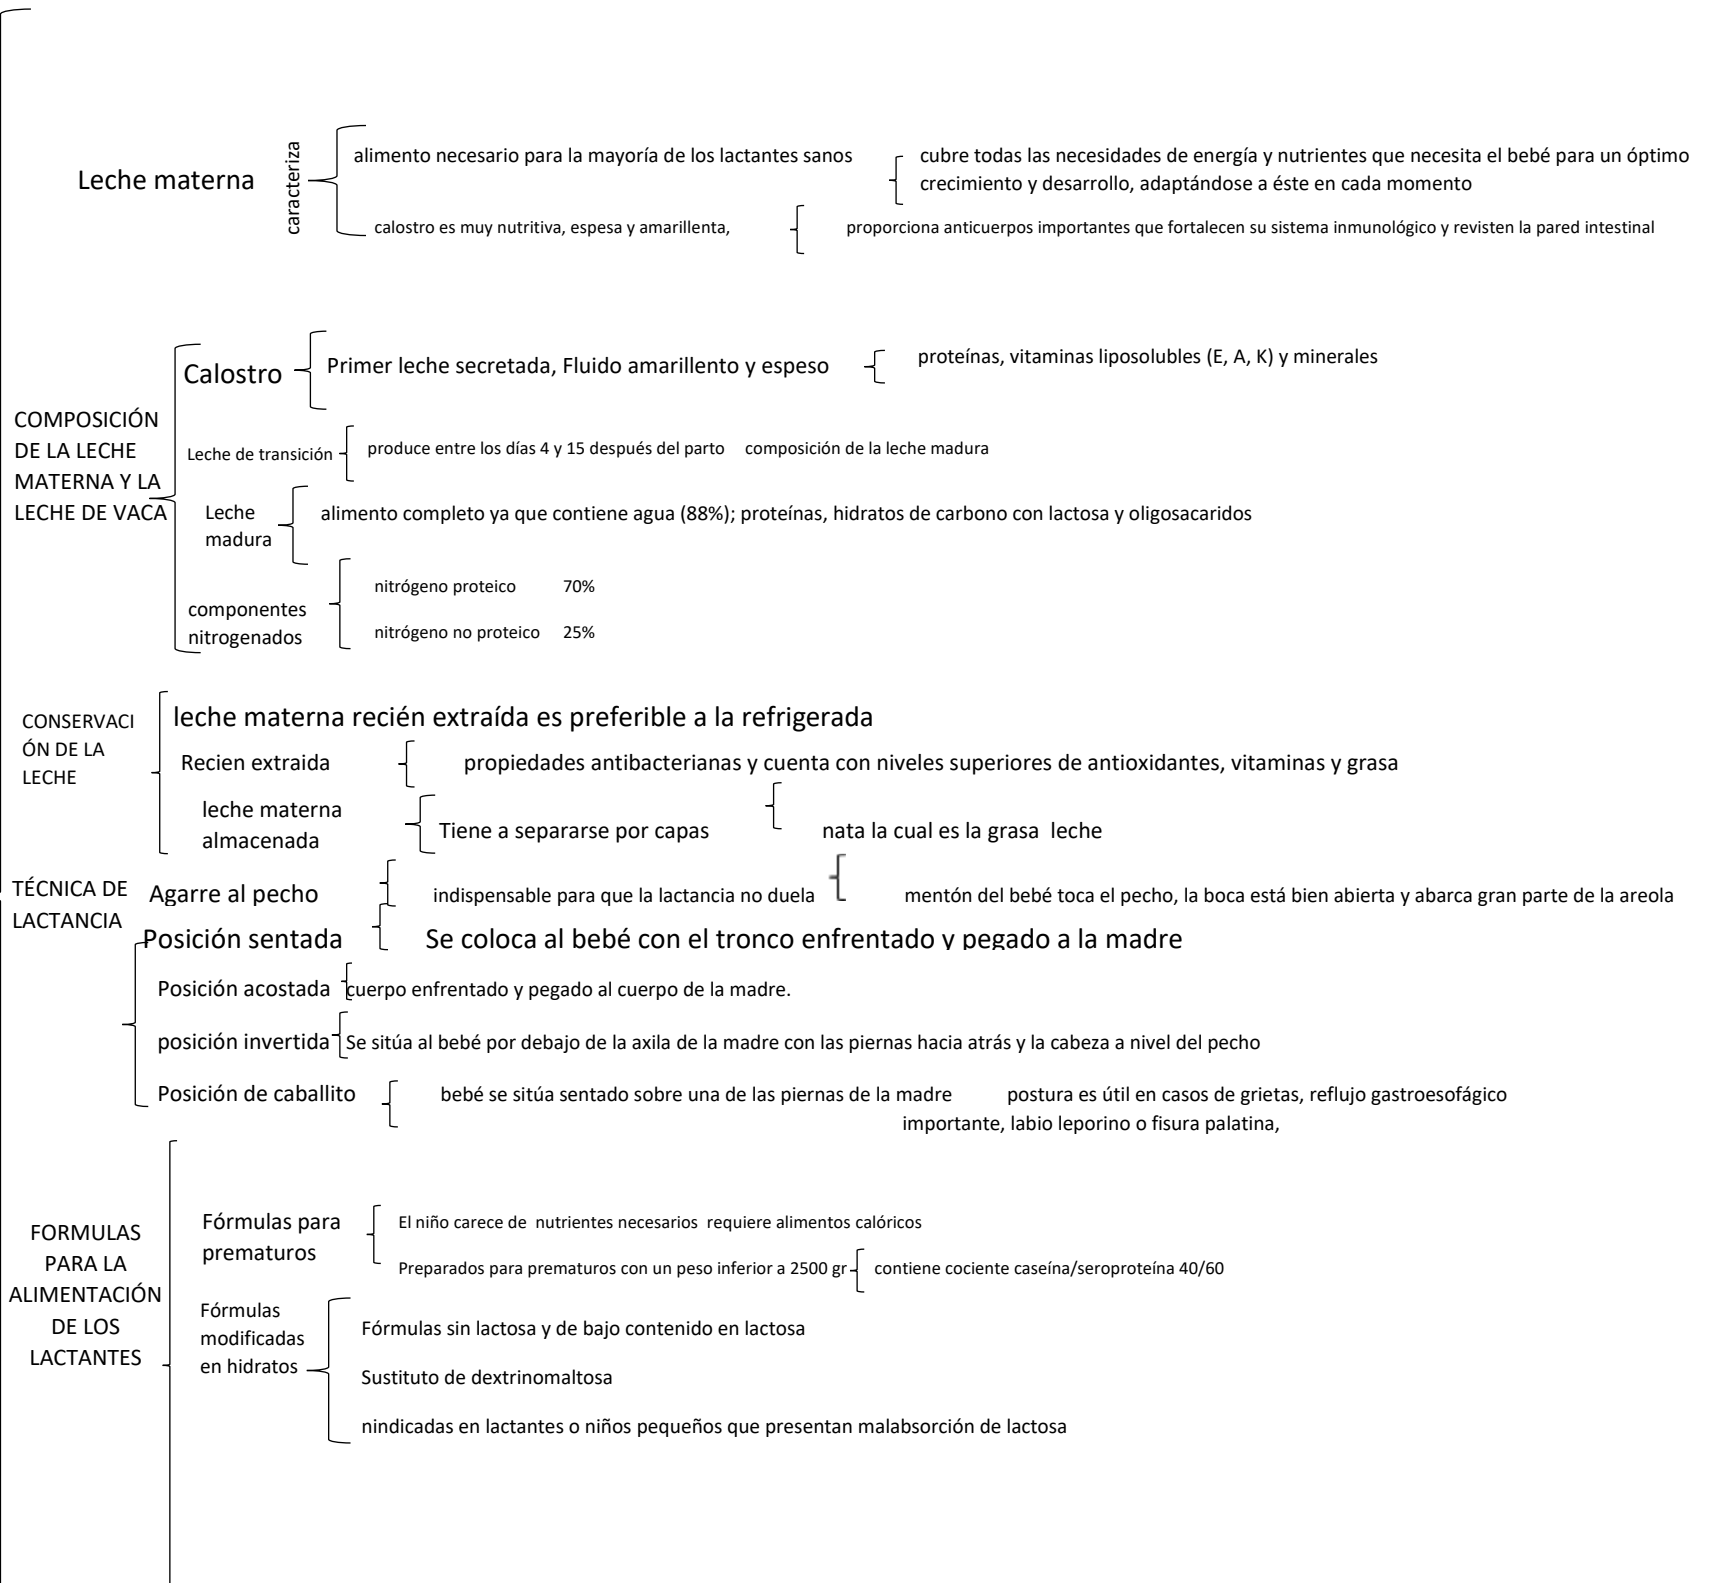 Leche materna
caracteriza
alimento necesario para la mayoría de los lactantes sanos
cubre todas las necesidades de energía y nutrientes que necesita el bebé para un óptimo
crecimiento y desarrollo, adaptándose a éste en cada momento
calostro es muy nutritiva, espesa y amarillenta,
proporciona anticuerpos importantes que fortalecen su sistema inmunológico y revisten la pared intestinal
COMPOSICIÓN
DE LA LECHE
MATERNA Y LA
LECHE DE VACA
Calostro
Primer leche secretada, Fluido amarillento y espeso
proteínas, vitaminas liposolubles (E, A, K) y minerales
Leche de transición
produce entre los días 4 y 15 después del parto
composición de la leche madura
Leche
madura
alimento completo ya que contiene agua (88%); proteínas, hidratos de carbono con lactosa y oligosacaridos
componentes
nitrogenados
nitrógeno proteico 70%
nitrógeno no proteico 25%
CONSERVACI
ÓN DE LA
LECHE
leche materna recién extraída es preferible a la refrigerada
Recien extraida
propiedades antibacterianas y cuenta con niveles superiores de antioxidantes, vitaminas y grasa
leche materna
almacenada
Tiene a separarse por capas
nata la cual es la grasa leche
TÉCNICA DE
LACTANCIA
Agarre al pecho
indispensable para que la lactancia no duela
mentón del bebé toca el pecho, la boca está bien abierta y abarca gran parte de la areola
Posición sentada
Se coloca al bebé con el tronco enfrentado y pegado a la madre
Posición acostada
cuerpo enfrentado y pegado al cuerpo de la madre.
posición invertida
Se sitúa al bebé por debajo de la axila de la madre con las piernas hacia atrás y la cabeza a nivel del pecho
Posición de caballito
bebé se sitúa sentado sobre una de las piernas de la madre
postura es útil en casos de grietas, reflujo gastroesofágico
importante, labio leporino o fisura palatina,
FORMULAS
PARA LA
ALIMENTACIÓN
DE LOS
LACTANTES
Fórmulas para
prematuros
El niño carece de nutrientes necesarios requiere alimentos calóricos
Preparados para prematuros con un peso inferior a 2500 gr
contiene cociente caseína/seroproteína 40/60
Fórmulas
modificadas
en hidratos
Fórmulas sin lactosa y de bajo contenido en lactosa
Sustituto de dextrinomaltosa
nindicadas en lactantes o niños pequeños que presentan malabsorción de lactosa